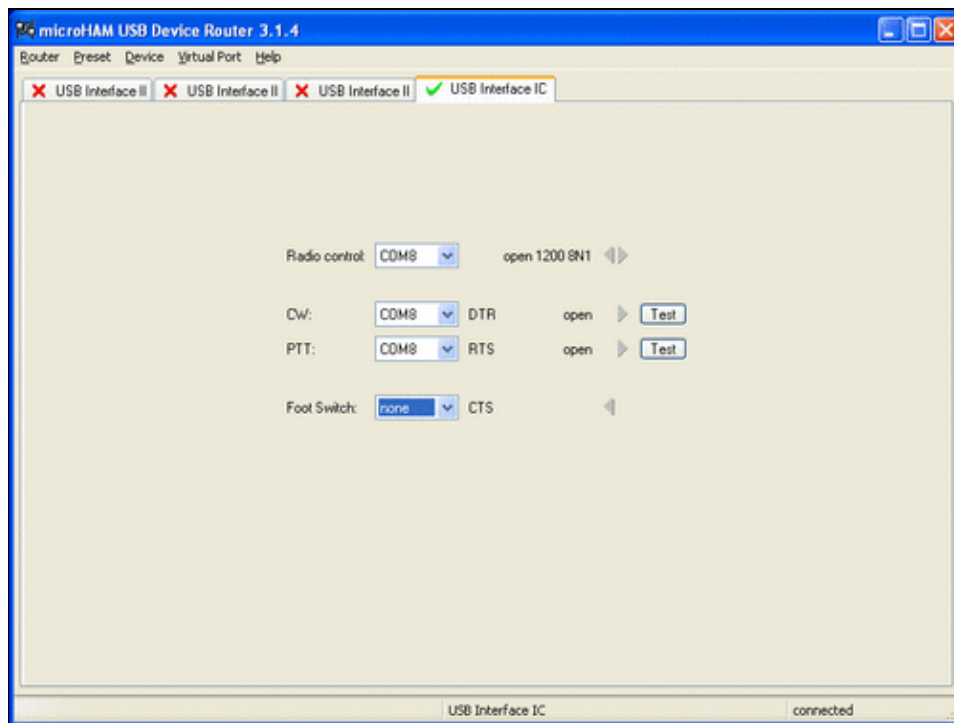 microHAM USB Device Router 3.1.4
Router Preset Device Virtual Port Help
USB Interface II USB Interface II USB Interface II USB Interface IC
Radio control: COM8 open 1200 8N1
CW: COM8 DTR open Test
PTT: COM8 RTS open Test
Foot Switch: none CTS
USB Interface IC connected